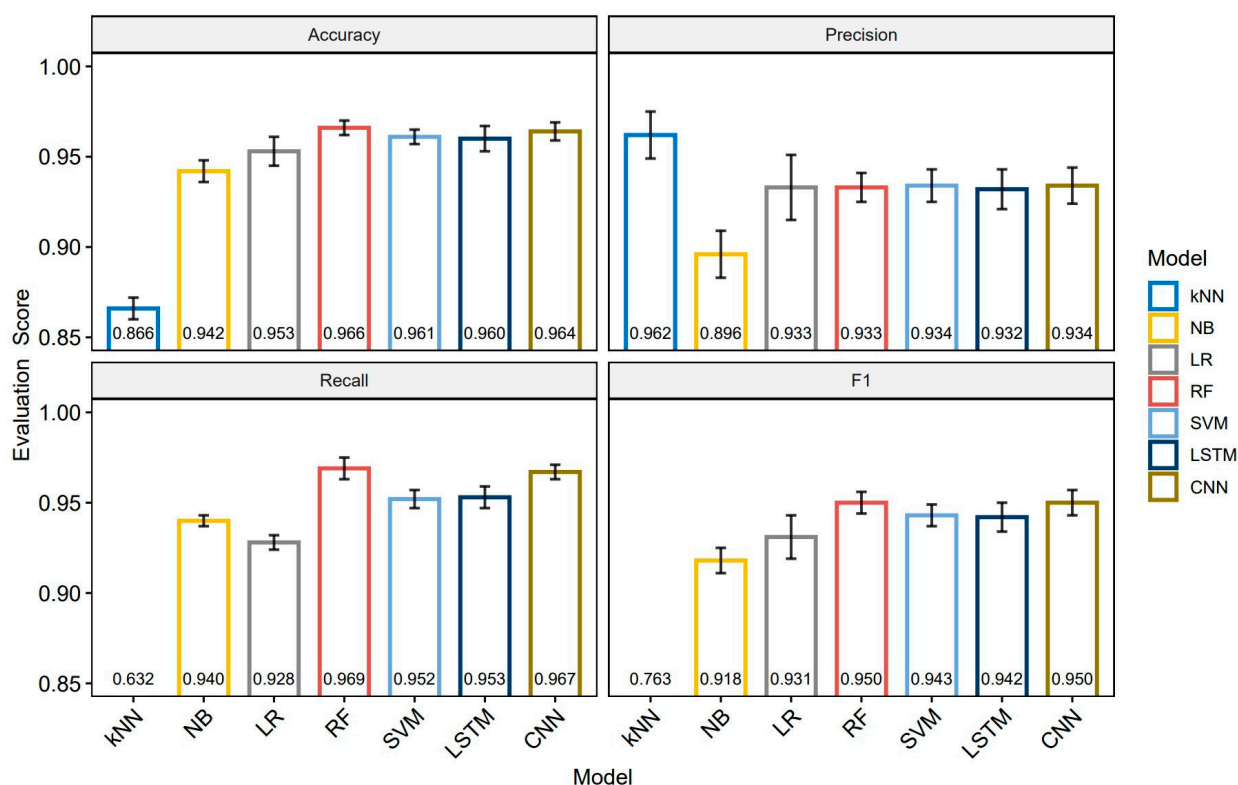 Accuracy
Precision
1.00
0.95
0.90
0.85
0.866 0.942 0.953 0.966 0.961 0.960 0.964
0.962 0.896 0.933 0.933 0.934 0.932 0.934
Recall
F1
1.00
0.95
0.90
0.85
0.632 0.940 0.928 0.969 0.952 0.953 0.967
0.763 0.918 0.931 0.950 0.943 0.942 0.950
kNN NB LR RF SVM LSTM CNN
kNN NB LR RF SVM LSTM CNN
Model
Evaluation Score
Model
kNN
NB
LR
RF
SVM
LSTM
CNN